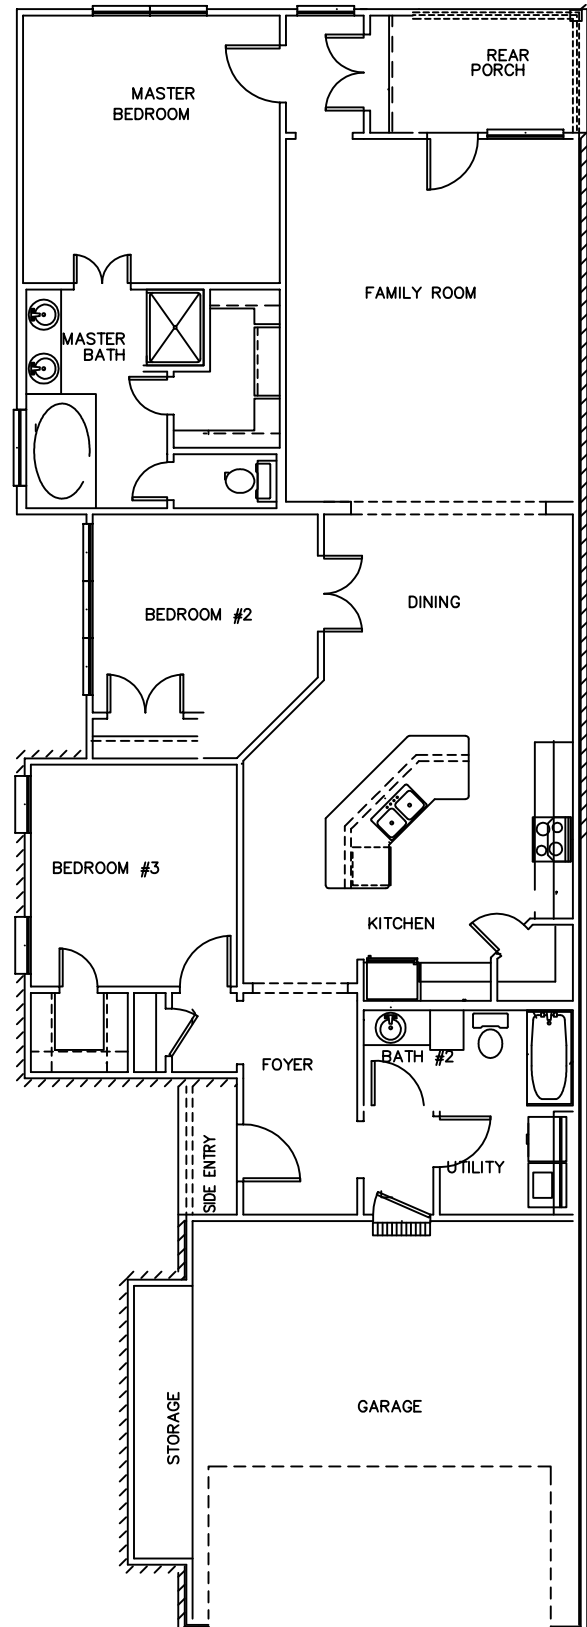 REAR
PORCH
MASTER
BEDROOM
FAMILY ROOM
MASTER
BATH
DINING
BEDROOM #2
BEDROOM #3
KITCHEN
BATH #2
FOYER
UTILITY
SIDE ENTRY
GARAGE
STORAGE